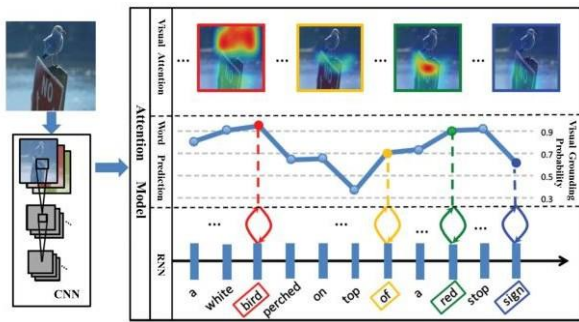 NO
CNN
Attention Model
Visual Attention
... ... ... ...
Word Prediction
Visual Grounding Probability
0.9
0.7
0.5
0.3
... ... ...
RNN
a white bird perched on top of a red stop sign